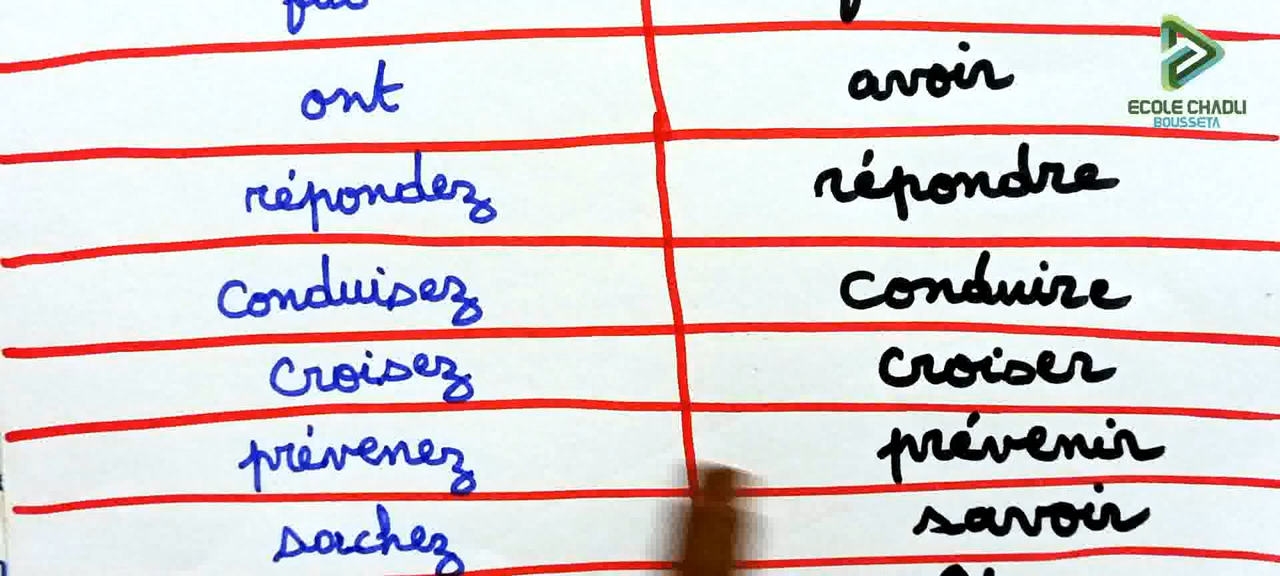 ont avoir
répondez répondre
conduisez conduire
croisez croiser
prévenez prévenir
sachez savoir
ECOLE CHADLI
BOUSSETA